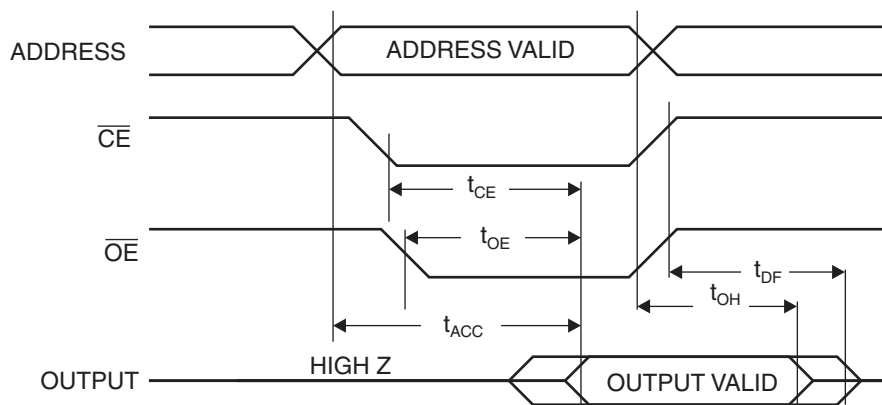 ADDRESS
ADDRESS VALID
CE
tCE
OE
tOE
tDF
tOH
tACC
HIGH Z
OUTPUT
OUTPUT VALID